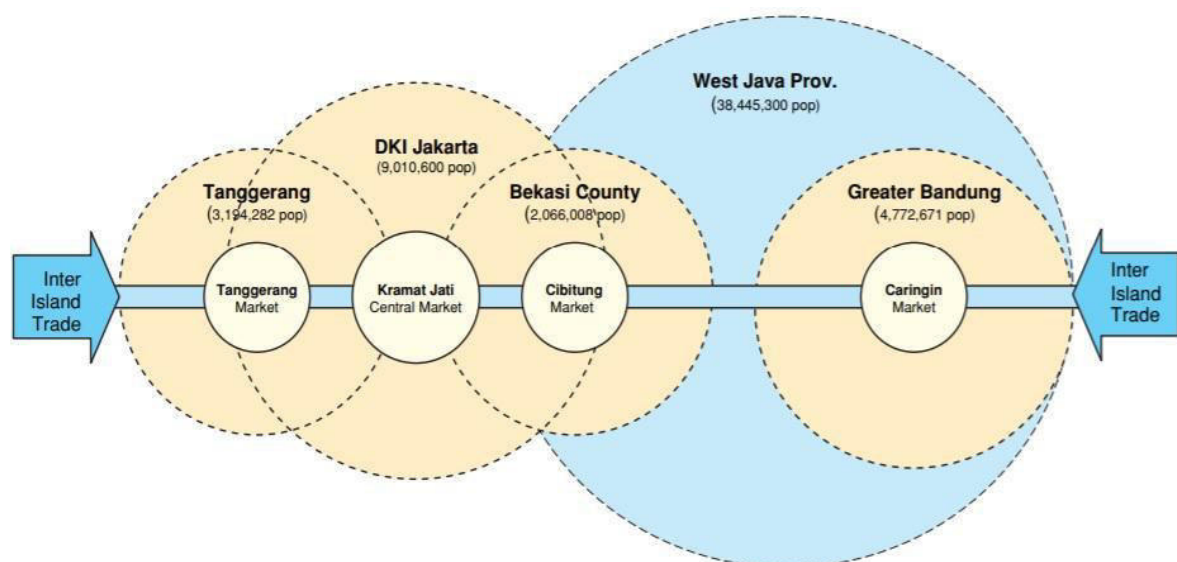 West Java Prov.
(38,445,300 pop)
DKI Jakarta
(9,010,600 pop)
Tanggerang
(3,194,282 pop)
Bekasi County
(2,066,008 pop)
Greater Bandung
(4,772,671 pop)
Inter
Island
Trade
Tanggerang
Market
Kramat Jati
Central Market
Cibitung
Market
Caringin
Market
Inter
Island
Trade